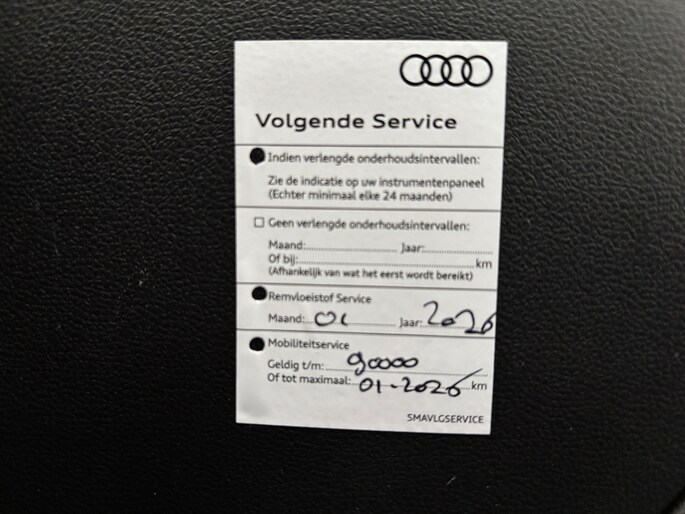 Volgende Service
Indien verlengde onderhoudsintervallen:
Zie de indicatie op uw instrumentenpaneel
(Echter minimaal elke 24 maanden)
Geen verlengde onderhoudsintervallen:
Maand: Jaar:
Of bij: km
(Afhankelijk van wat het eerst wordt bereikt)
Remvloeistof Service
Maand: 01 Jaar: 2026
Mobiliteitservice
Geldig t/m: 90000
Of tot maximaal: 01-2026 km
SMAVLGSERVICE